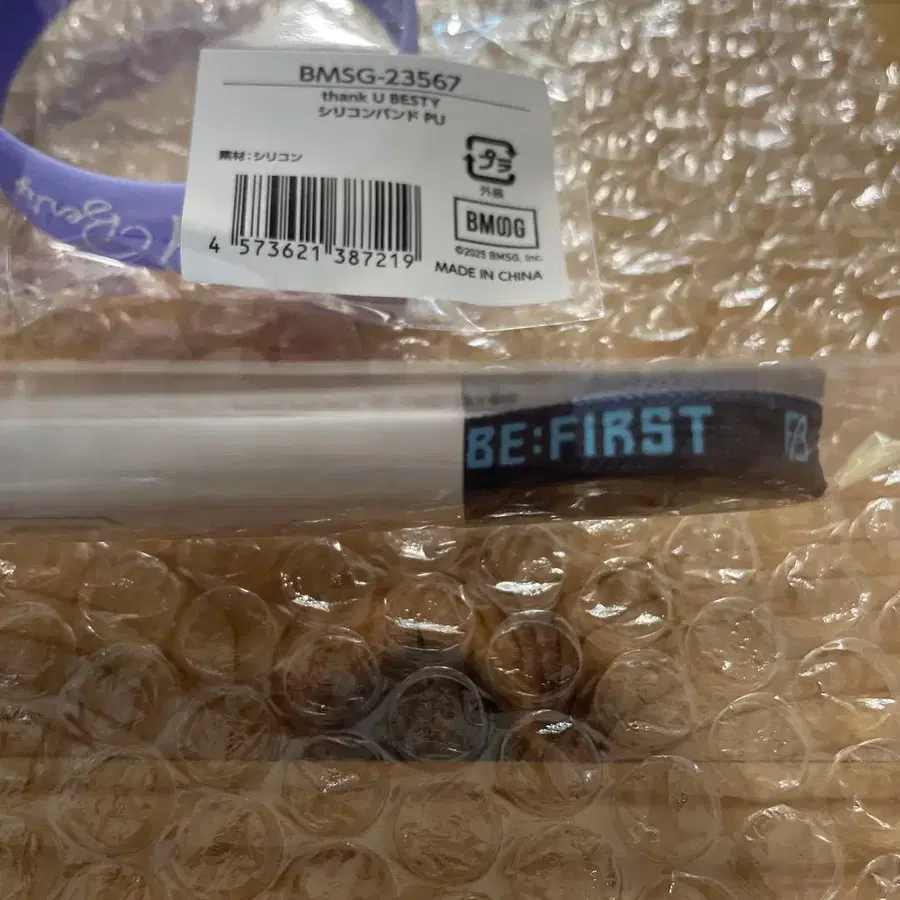 BMSG-23567
thank U BESTY
シリコンバンド PU
素材:シリコン
プラ
外装
4 573621 387219
BMSG
©2025 BMSG, Inc.
MADE IN CHINA
BE:FIRST